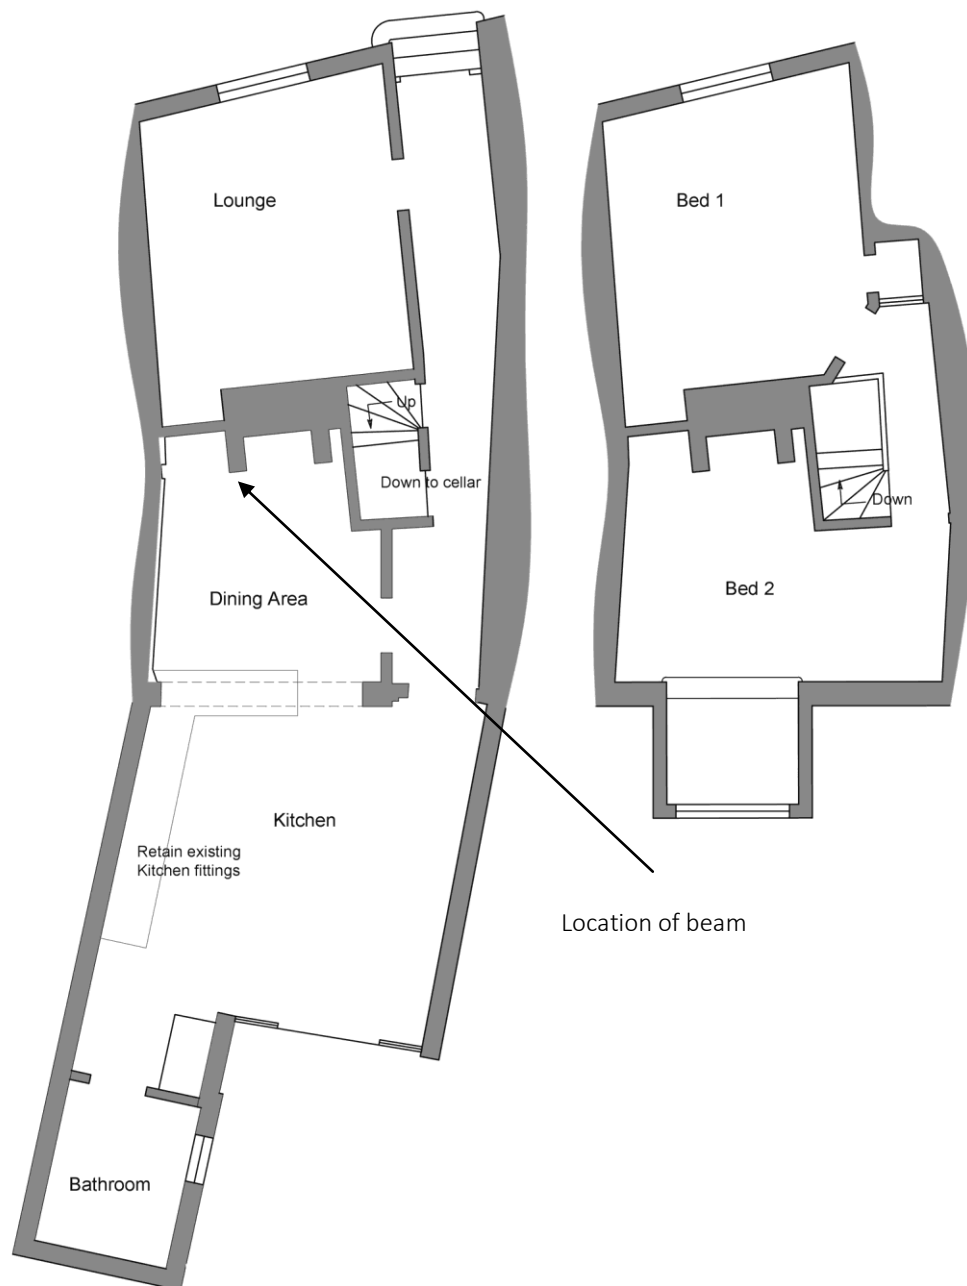 Lounge
Up
Down to cellar
Dining Area
Kitchen
Retain existing
Kitchen fittings
Bathroom
Bed 1
Down
Bed 2
Location of beam